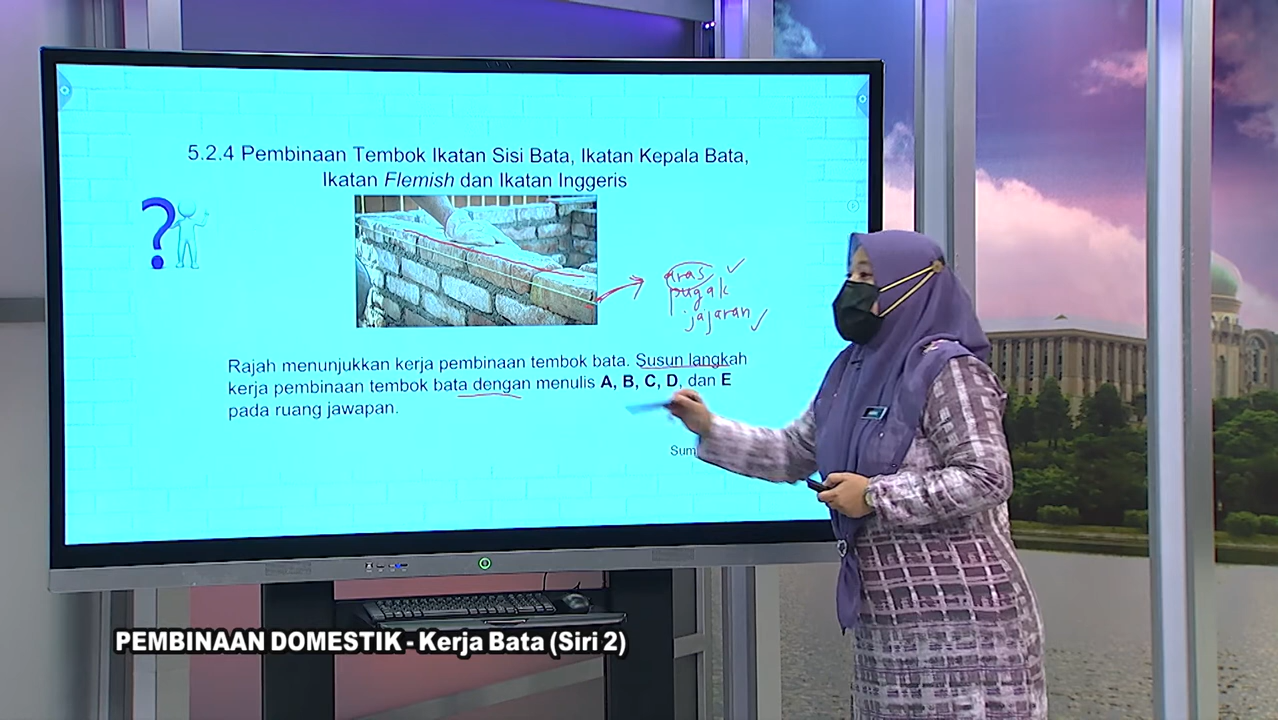 5.2.4 Pembinaan Tembok Ikatan Sisi Bata, Ikatan Kepala Bata,
Ikatan Flemish dan Ikatan Inggeris
aras
pugak
jajaran
Rajah menunjukkan kerja pembinaan tembok bata. Susun langkah
kerja pembinaan tembok bata dengan menulis A, B, C, D, dan E
pada ruang jawapan.
Sum
PEMBINAAN DOMESTIK - Kerja Bata (Siri 2)